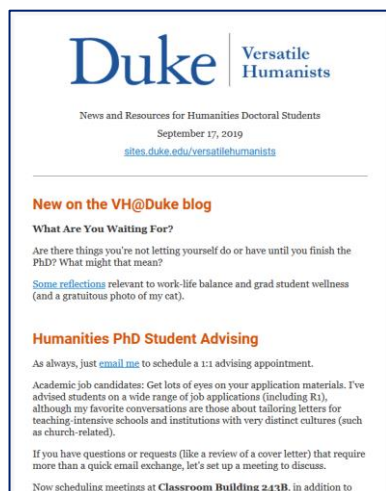 Duke Versatile
Humanists
News and Resources for Humanities Doctoral Students
September 17, 2019
sites.duke.edu/versatilehumanists
New on the VH@Duke blog
What Are You Waiting For?
Are there things you're not letting yourself do or have until you finish the
PhD? What might that mean?
Some reflections relevant to work-life balance and grad student wellness
(and a gratuitous photo of my cat).
Humanities PhD Student Advising
As always, just email me to schedule a 1:1 advising appointment.
Academic job candidates: Get lots of eyes on your application materials. I've
advised students on a wide range of job applications (including R1),
although my favorite conversations are those about tailoring letters for
teaching-intensive schools and institutions with very distinct cultures (such
as church-related).
If you have questions or requests (like a review of a cover letter) that require
more than a quick email exchange, let's set up a meeting to discuss.
Now scheduling meetings at Classroom Building 243B, in addition to